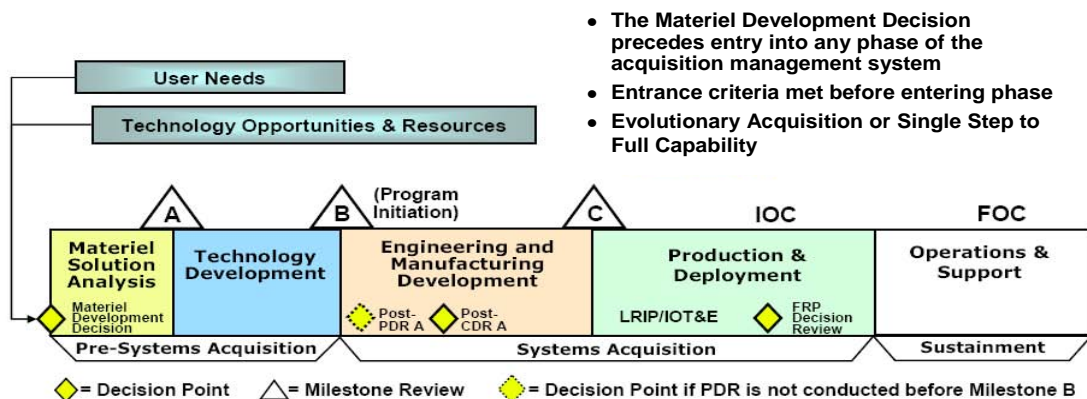 • The Materiel Development Decision
precedes entry into any phase of the
acquisition management system
• Entrance criteria met before entering phase
• Evolutionary Acquisition or Single Step to
Full Capability
User Needs
Technology Opportunities & Resources
A
B
(Program
Initiation)
C
IOC
FOC
Materiel
Solution
Analysis
Technology
Development
Engineering and
Manufacturing
Development
Production &
Deployment
Operations &
Support
Materiel
Development
Decision
Post-
PDR A
Post-
CDR A
LRIP/IOT&E
FRP
Decision
Review
Pre-Systems Acquisition
Systems Acquisition
Sustainment
= Decision Point
= Milestone Review
= Decision Point if PDR is not conducted before Milestone B